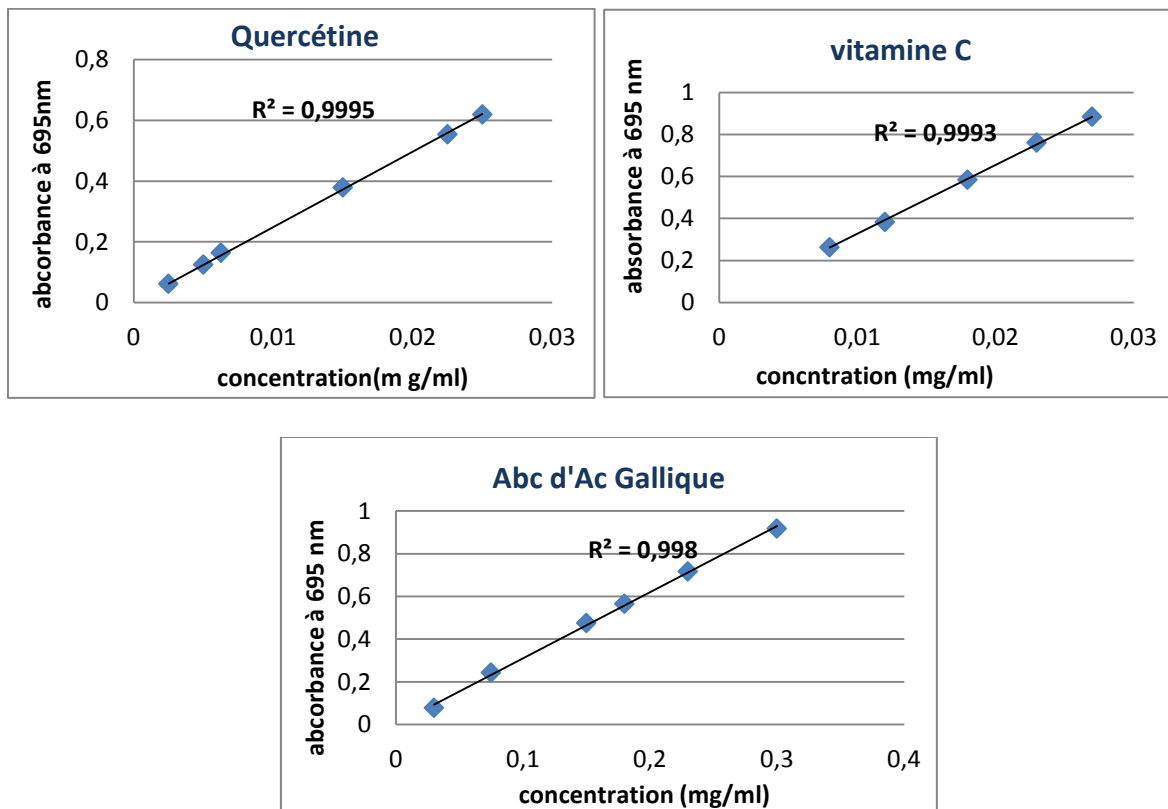 Quercétine
0,8
0,6
0,4
0,2
0
R² = 0,9995
abcorbance à 695nm
0
0,01
0,02
0,03
concentration(m g/ml)
vitamine C
1
0,8
0,6
0,4
0,2
0
R² = 0,9993
absorbance à 695 nm
0
0,01
0,02
0,03
concntration (mg/ml)
Abc d'Ac Gallique
1
0,8
0,6
0,4
0,2
0
R² = 0,998
abcorbance à 695 nm
0
0,1
0,2
0,3
0,4
concentration (mg/ml)